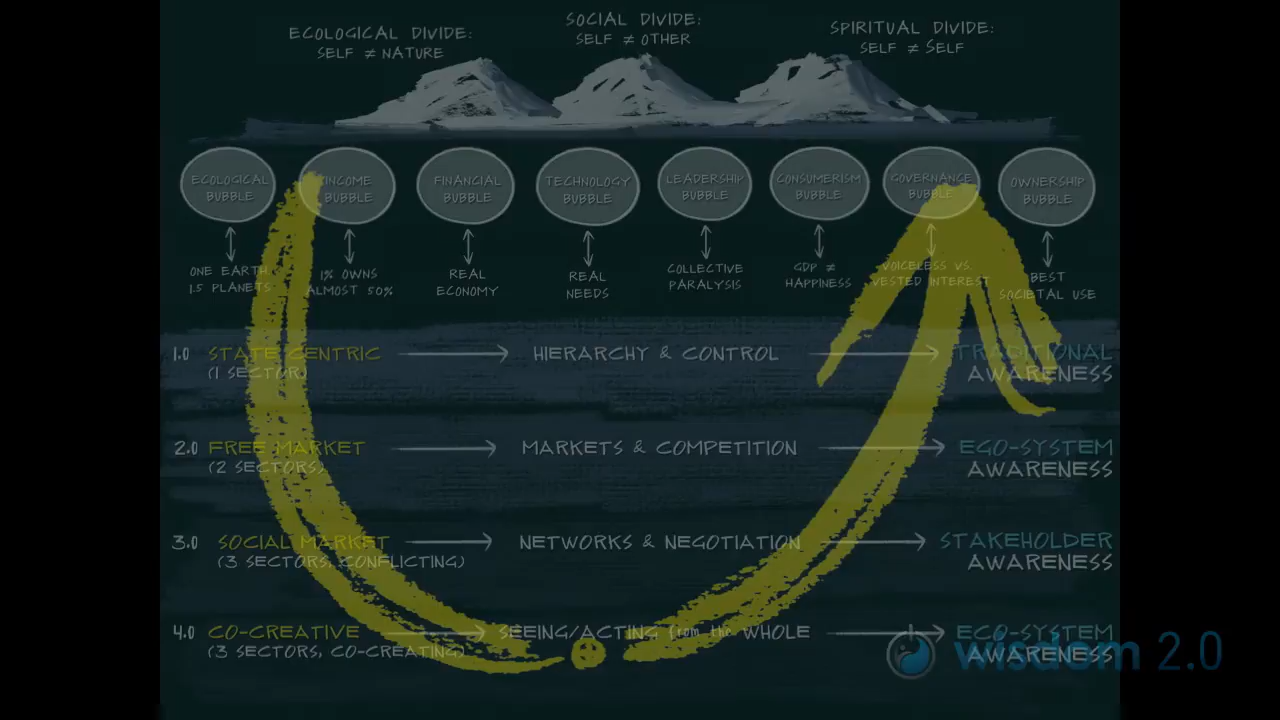 ECOLOGICAL DIVIDE:
SELF ≠ NATURE
SOCIAL DIVIDE:
SELF ≠ OTHER
SPIRITUAL DIVIDE:
SELF ≠ SELF
ECOLOGICAL
BUBBLE
INCOME
BUBBLE
FINANCIAL
BUBBLE
TECHNOLOGY
BUBBLE
LEADERSHIP
BUBBLE
CONSUMERISM
BUBBLE
GOVERNANCE
BUBBLE
OWNERSHIP
BUBBLE
ONE EARTH
1.5 PLANETS
1% OWNS
ALMOST 50%
REAL
ECONOMY
REAL
NEEDS
COLLECTIVE
PARALYSIS
GDP ≠
HAPPINESS
VOICELESS VS.
VESTED INTEREST
BEST
SOCIETAL USE
1.0 STATE CENTRIC HIERARCHY & CONTROL TRADITIONAL
(1 SECTOR) AWARENESS
2.0 FREE MARKET MARKETS & COMPETITION EGO-SYSTEM
(2 SECTORS) AWARENESS
3.0 SOCIAL MARKET NETWORKS & NEGOTIATION STAKEHOLDER
(3 SECTORS, CONFLICTING) AWARENESS
4.0 CO-CREATIVE SEEING/ACTING from the WHOLE ECO-SYSTEM
(3 SECTORS, CO-CREATING) AWARENESS
wisdom 2.0